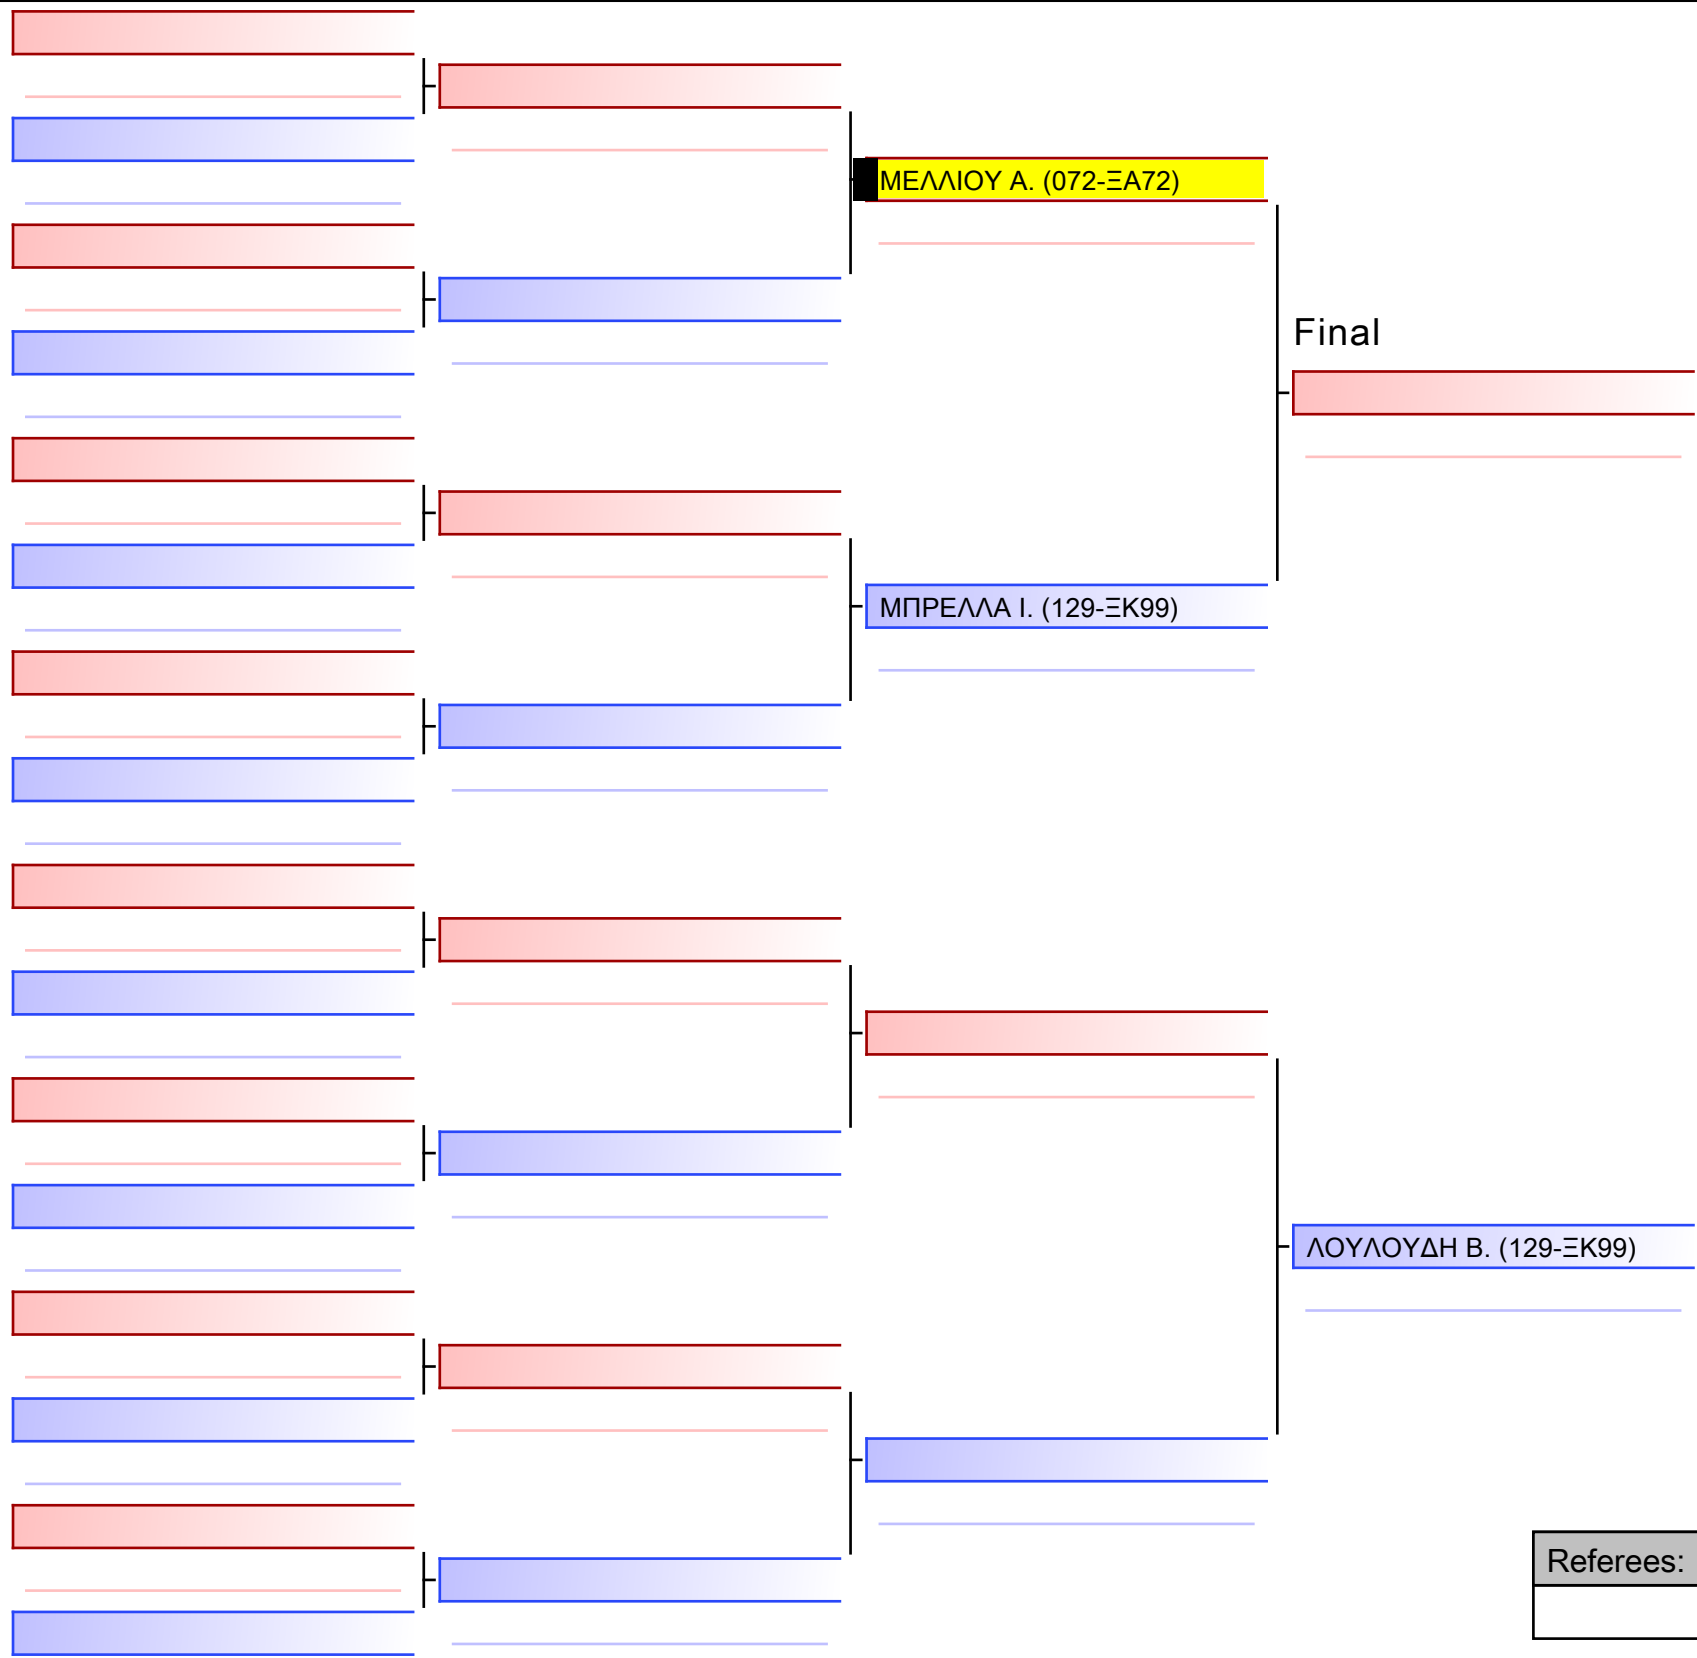 ΜΕΛΛΙΟΥ Α. (072-ΞΑ72)
Final
ΜΠΡΕΛΛΑ Ι. (129-ΞΚ99)
ΛΟΥΛΟΥΔΗ Β. (129-ΞΚ99)
Referees: